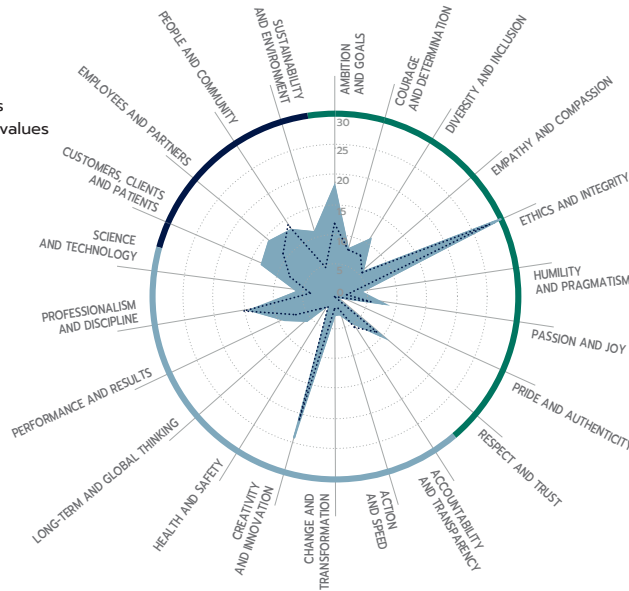 s
values
SUSTAINABILITY
AND ENVIRONMENT
AMBITION
AND GOALS
COURAGE
AND DETERMINATION
DIVERSITY AND INCLUSION
EMPATHY AND COMPASSION
ETHICS AND INTEGRITY
HUMILITY
AND PRAGMATISM
PASSION AND JOY
PRIDE AND AUTHENTICITY
RESPECT AND TRUST
ACCOUNTABILITY
AND TRANSPARENCY
ACTION
AND SPEED
CHANGE AND
TRANSFORMATION
CREATIVITY
AND INNOVATION
HEALTH AND SAFETY
LONG-TERM AND GLOBAL THINKING
PERFORMANCE AND RESULTS
PROFESSIONALISM
AND DISCIPLINE
SCIENCE
AND TECHNOLOGY
CUSTOMERS, CLIENTS
AND PATIENTS
EMPLOYEES AND PARTNERS
PEOPLE AND COMMUNITY
30
25
20
5
5
0